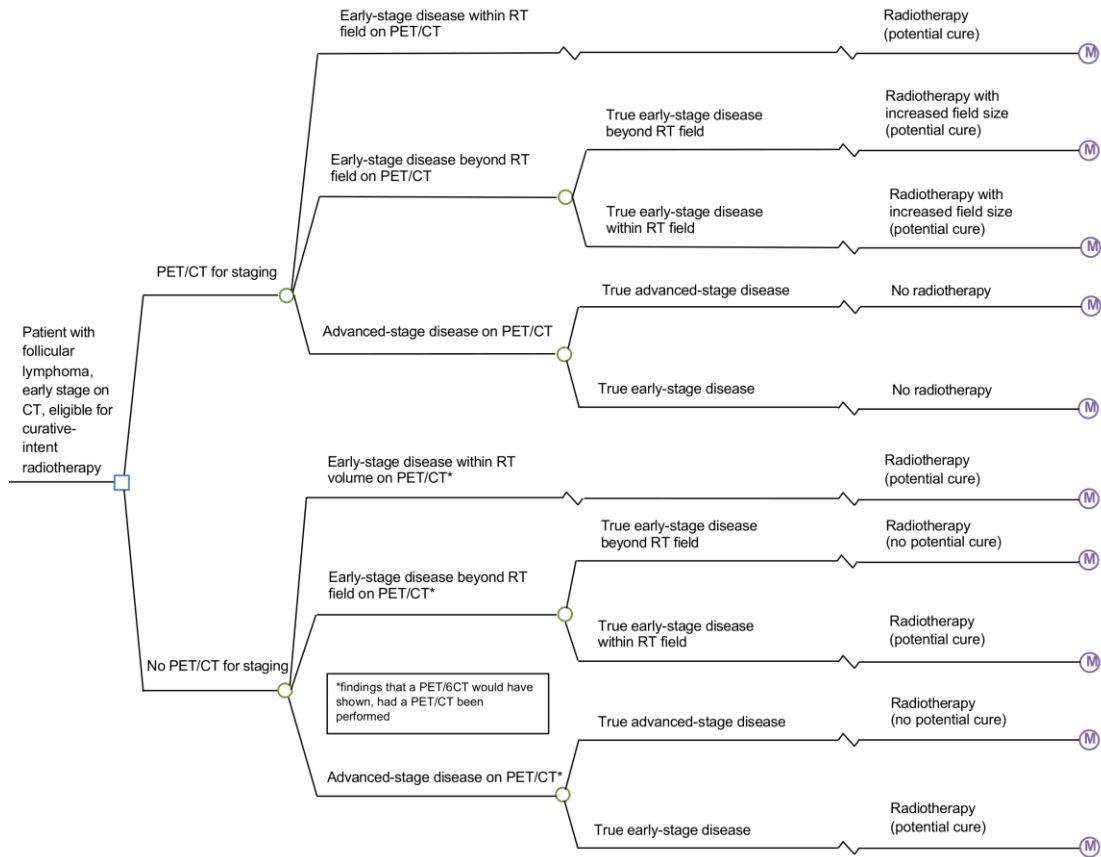 Early-stage disease within RT
field on PET/CT
Radiotherapy
(potential cure)
M
True early-stage disease
beyond RT field
Radiotherapy with
increased field size
(potential cure)
M
Early-stage disease beyond RT
field on PET/CT
True early-stage disease
within RT field
Radiotherapy with
increased field size
(potential cure)
M
PET/CT for staging
True advanced-stage disease
No radiotherapy
M
Advanced-stage disease on PET/CT
True early-stage disease
No radiotherapy
M
Patient with
follicular
lymphoma,
early stage on
CT, eligible for
curative-
intent
radiotherapy
Early-stage disease within RT
volume on PET/CT*
Radiotherapy
(potential cure)
M
True early-stage disease
beyond RT field
Radiotherapy
(no potential cure)
M
Early-stage disease beyond RT
field on PET/CT*
True early-stage disease
within RT field
Radiotherapy
(potential cure)
M
No PET/CT for staging
*findings that a PET/6CT would have
shown, had a PET/CT been
performed
True advanced-stage disease
Radiotherapy
(no potential cure)
M
Advanced-stage disease on PET/CT*
True early-stage disease
Radiotherapy
(potential cure)
M